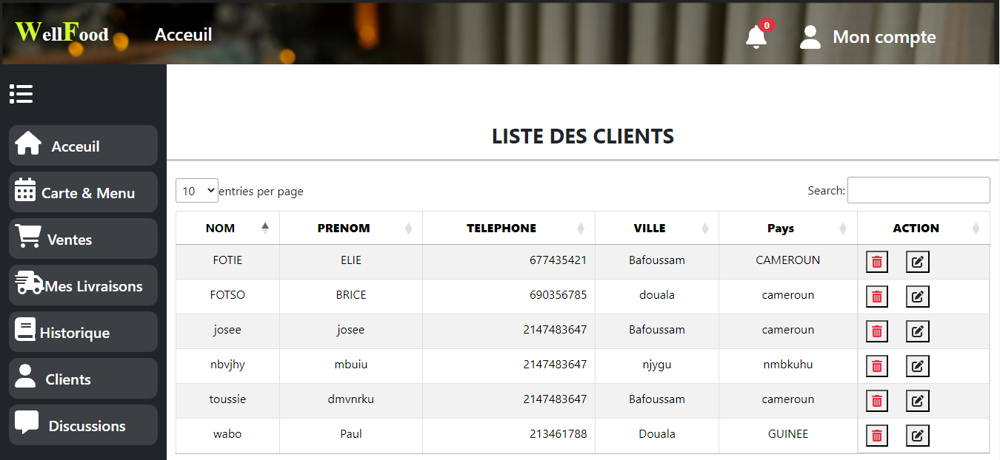 WellFood Acceuil 0 Mon compte
Acceuil
Carte & Menu
Ventes
Mes Livraisons
Historique
Clients
Discussions
LISTE DES CLIENTS
10 entries per page Search:
NOM PRENOM TELEPHONE VILLE Pays ACTION
FOTIE ELIE 677435421 Bafoussam CAMEROUN
FOTSO BRICE 690356785 douala cameroun
josee josee 2147483647 Bafoussam cameroun
nbvjhy mbuiu 2147483647 njygu nmbkuhu
toussie dmvnrku 2147483647 Bafoussam cameroun
wabo Paul 213461788 Douala GUINEE